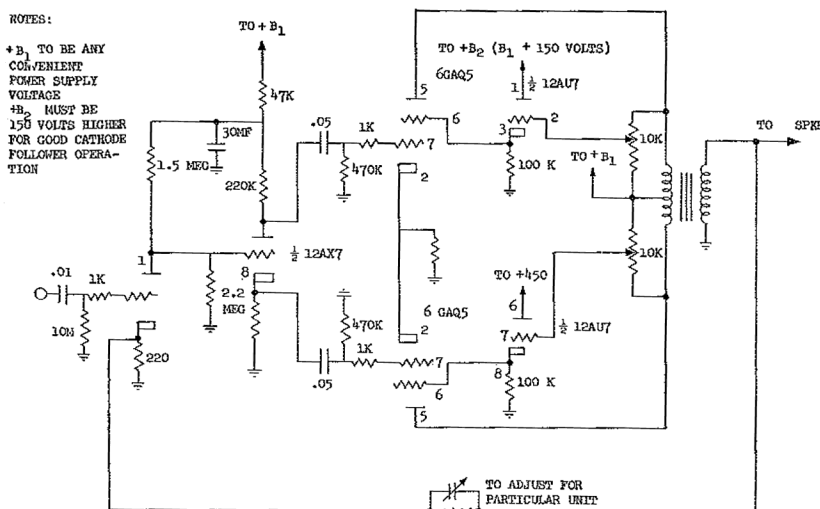 NOTES:
+B1 TO BE ANY
CONVENIENT
POWER SUPPLY
VOLTAGE
+B2 MUST BE
150 VOLTS HIGHER
FOR GOOD CATHODE
FOLLOWER OPERA-
TION
TO + B1
47K
30MF
1.5 MEG
220K
.05
1K
470K
7
2
6GAQ5
5
6
TO +B2 (B1 + 150 VOLTS)
1
½ 12AU7
2
3
100 K
10K
TO + B1
TO SPKE
10K
1
½ 12AX7
8
2.2
MEG
.01
1K
10M
220
470K
.05
1K
6 GAQ5
2
7
6
5
TO +450
6
7
½ 12AU7
8
100 K
TO ADJUST FOR
PARTICULAR UNIT